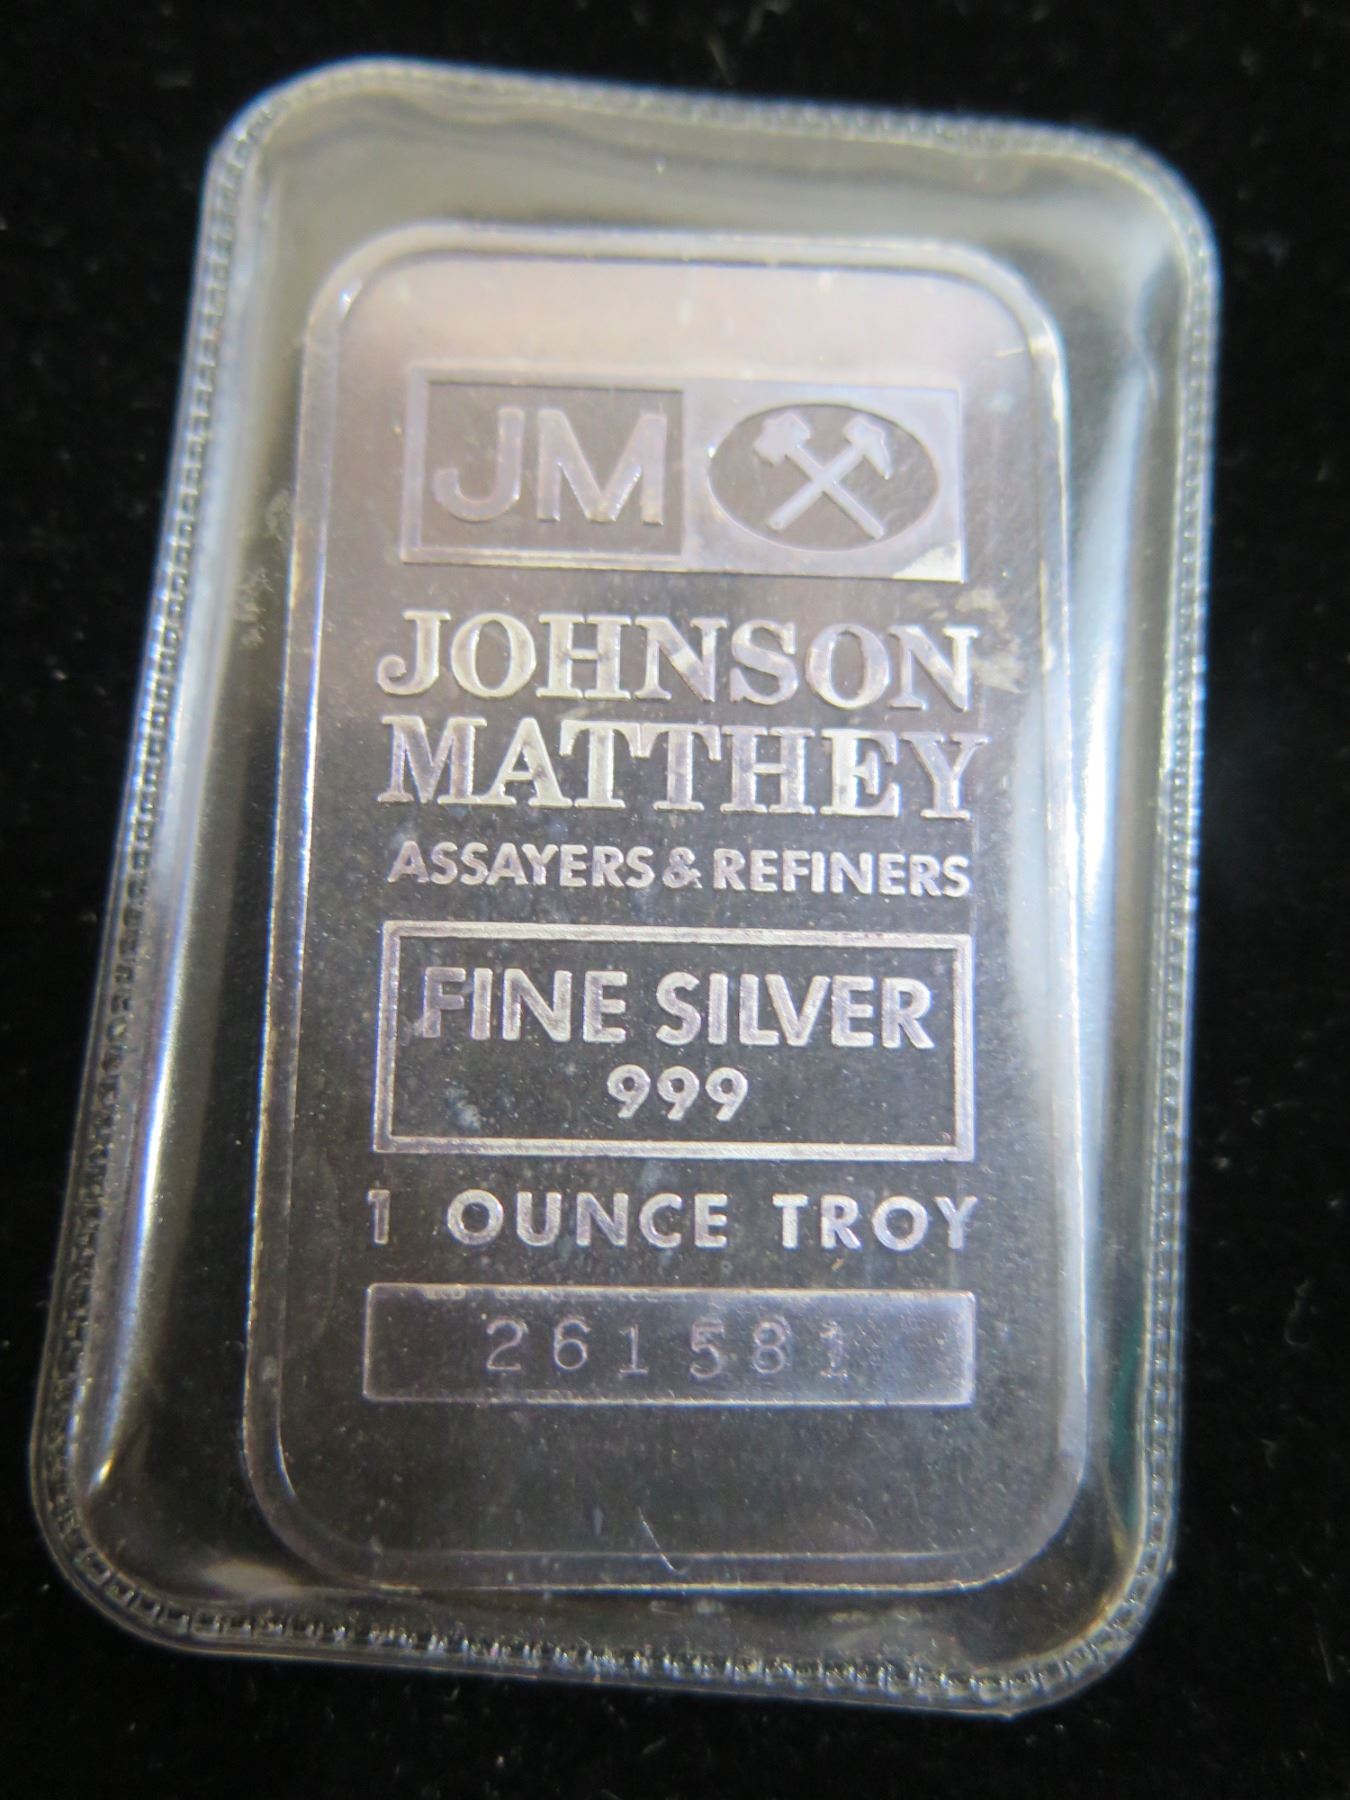 JM
JOHNSON
MATTHEY
ASSAYERS & REFINERS
FINE SILVER
999
1 OUNCE TROY
261581